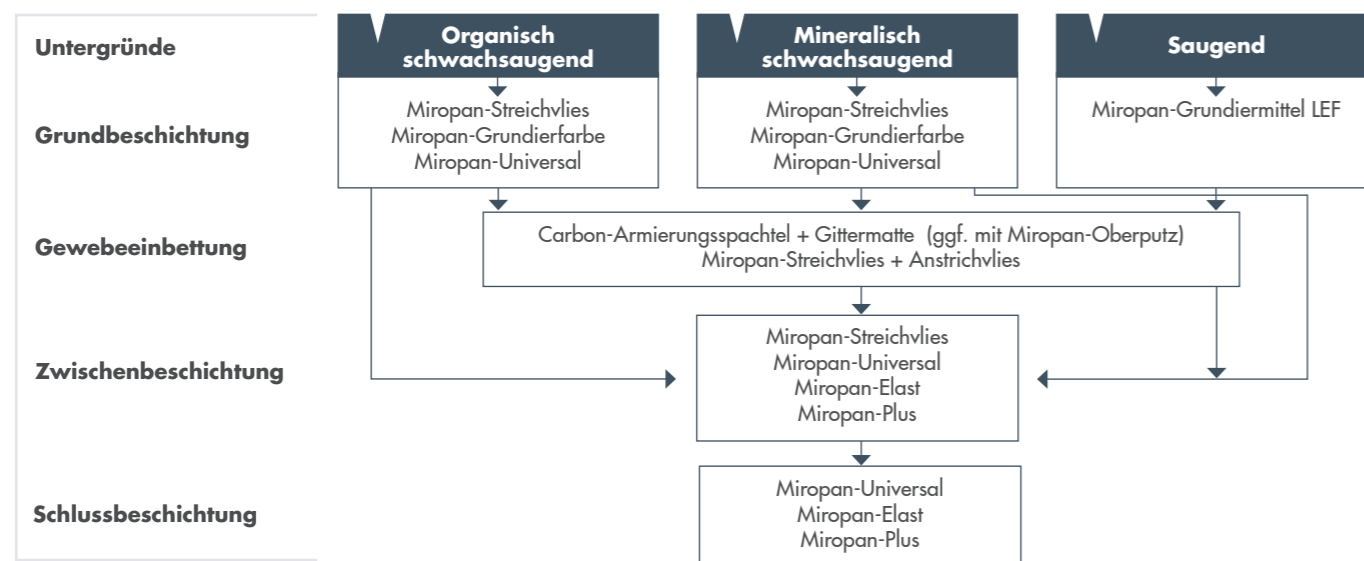 Untergründe
Organisch
schwachsaugend
Mineralisch
schwachsaugend
Saugend
Grundbeschichtung
Miropan-Streichvlies
Miropan-Grundierfarbe
Miropan-Universal
Miropan-Streichvlies
Miropan-Grundierfarbe
Miropan-Universal
Miropan-Grundiermittel LEF
Gewebeeinbettung
Carbon-Armierungsspachtel + Gittermatte (ggf. mit Miropan-Oberputz)
Miropan-Streichvlies + Anstrichvlies
Zwischenbeschichtung
Miropan-Streichvlies
Miropan-Universal
Miropan-Elast
Miropan-Plus
Schlussbeschichtung
Miropan-Universal
Miropan-Elast
Miropan-Plus